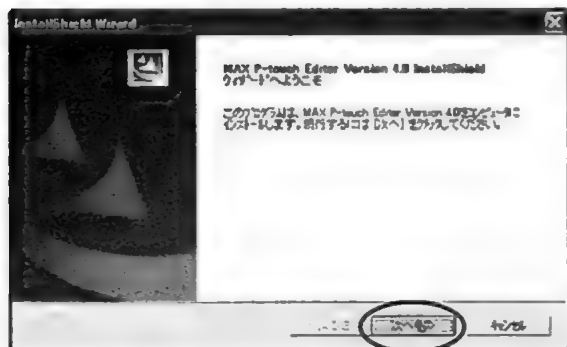 InstallShield Wizard
MAX P-touch Editor Version 4.0 InstallShield
ウィザードへようこそ
このプログラムは、MAX P-touch Editor Version 4.0をコンピュータに
インストールします。続行するには [次へ] をクリックしてください。
次へ
キャンセル